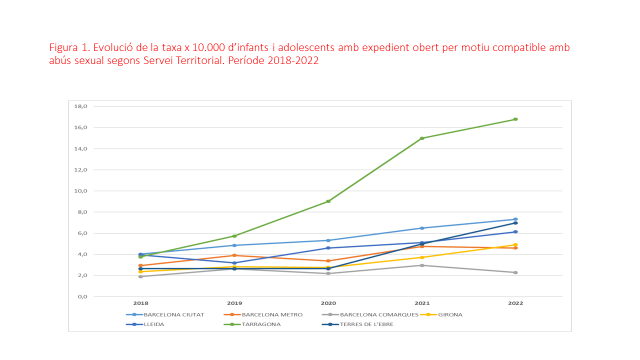 Figura 1. Evolució de la taxa x 10.000 d'infants i adolescents amb expedient obert per motiu compatible amb
abús sexual segons Servei Territorial. Període 2018-2022
18,0
16,0
14,0
12,0
10,0
8,0
6,0
4,0
2,0
0,0
2018 2019 2020 2021 2022
BARCELONA CIUTAT BARCELONA METRO BARCELONA COMARQUES GIRONA
LLEIDA TARRAGONA TERRES DE L'EBRE